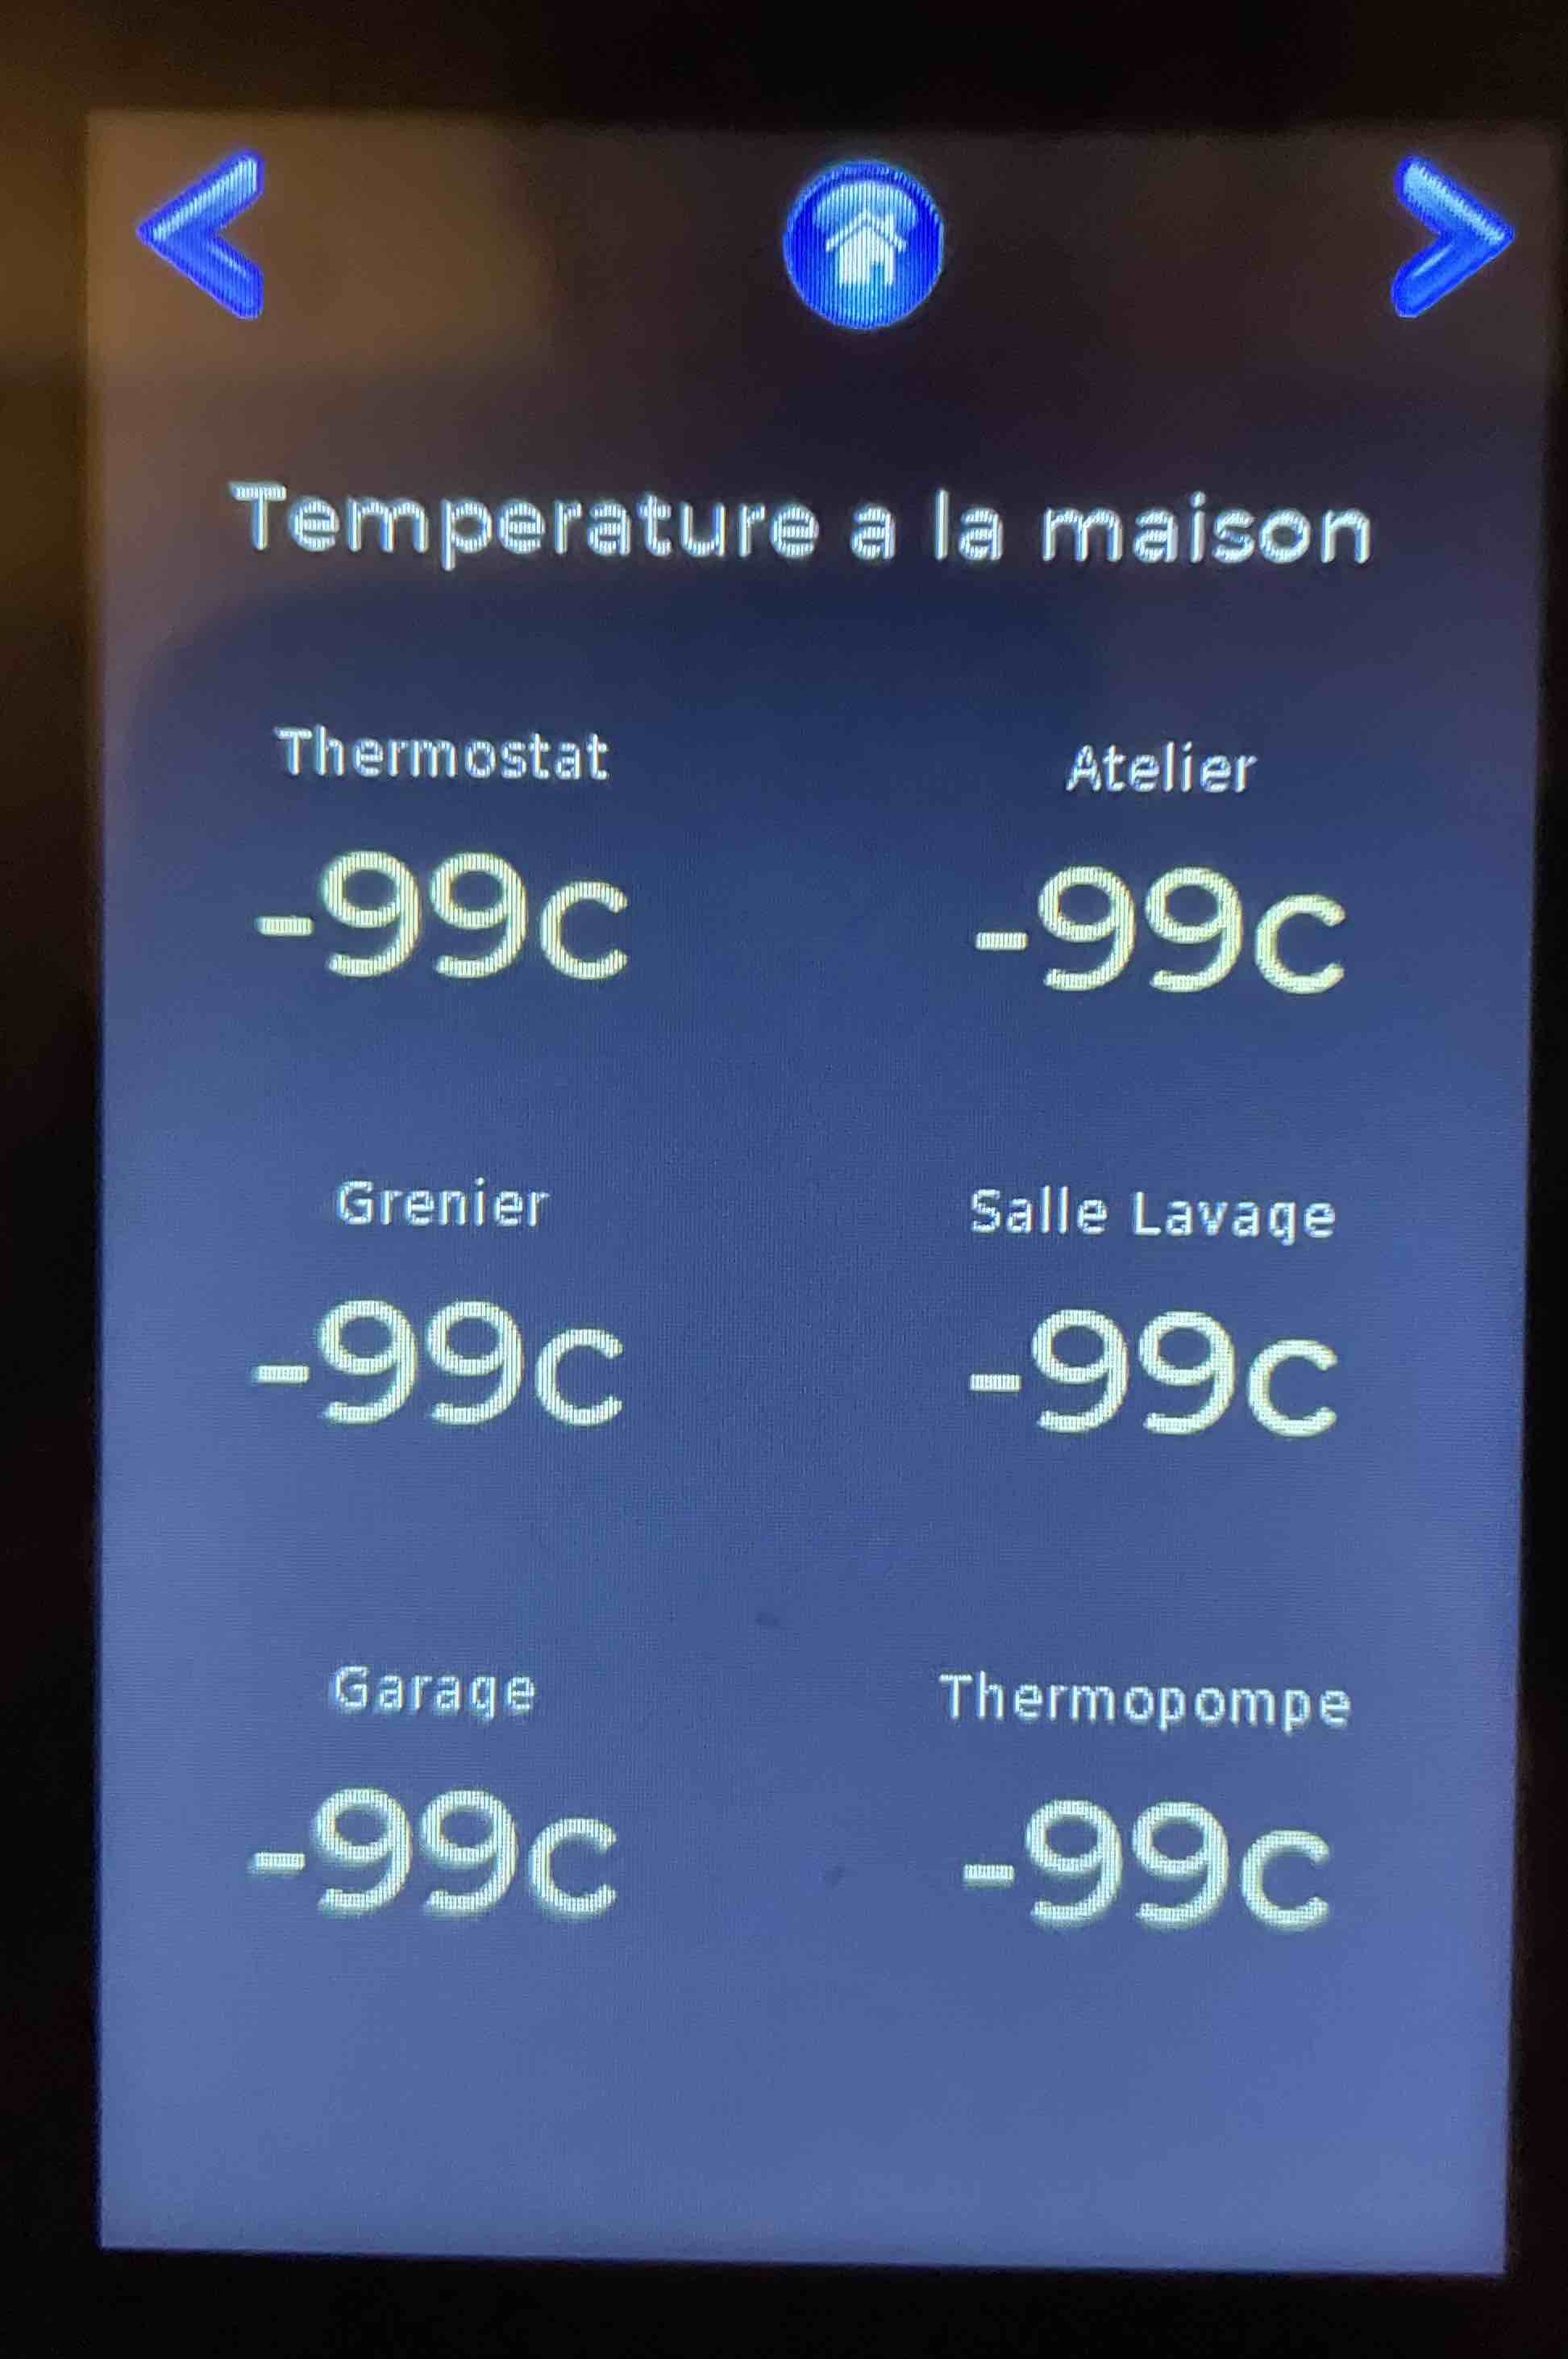 Temperature a la maison
Thermostat
Atelier
-99c
-99c
Grenier
Salle Lavage
-99c
-99c
Garage
Thermopompe
-99c
-99c